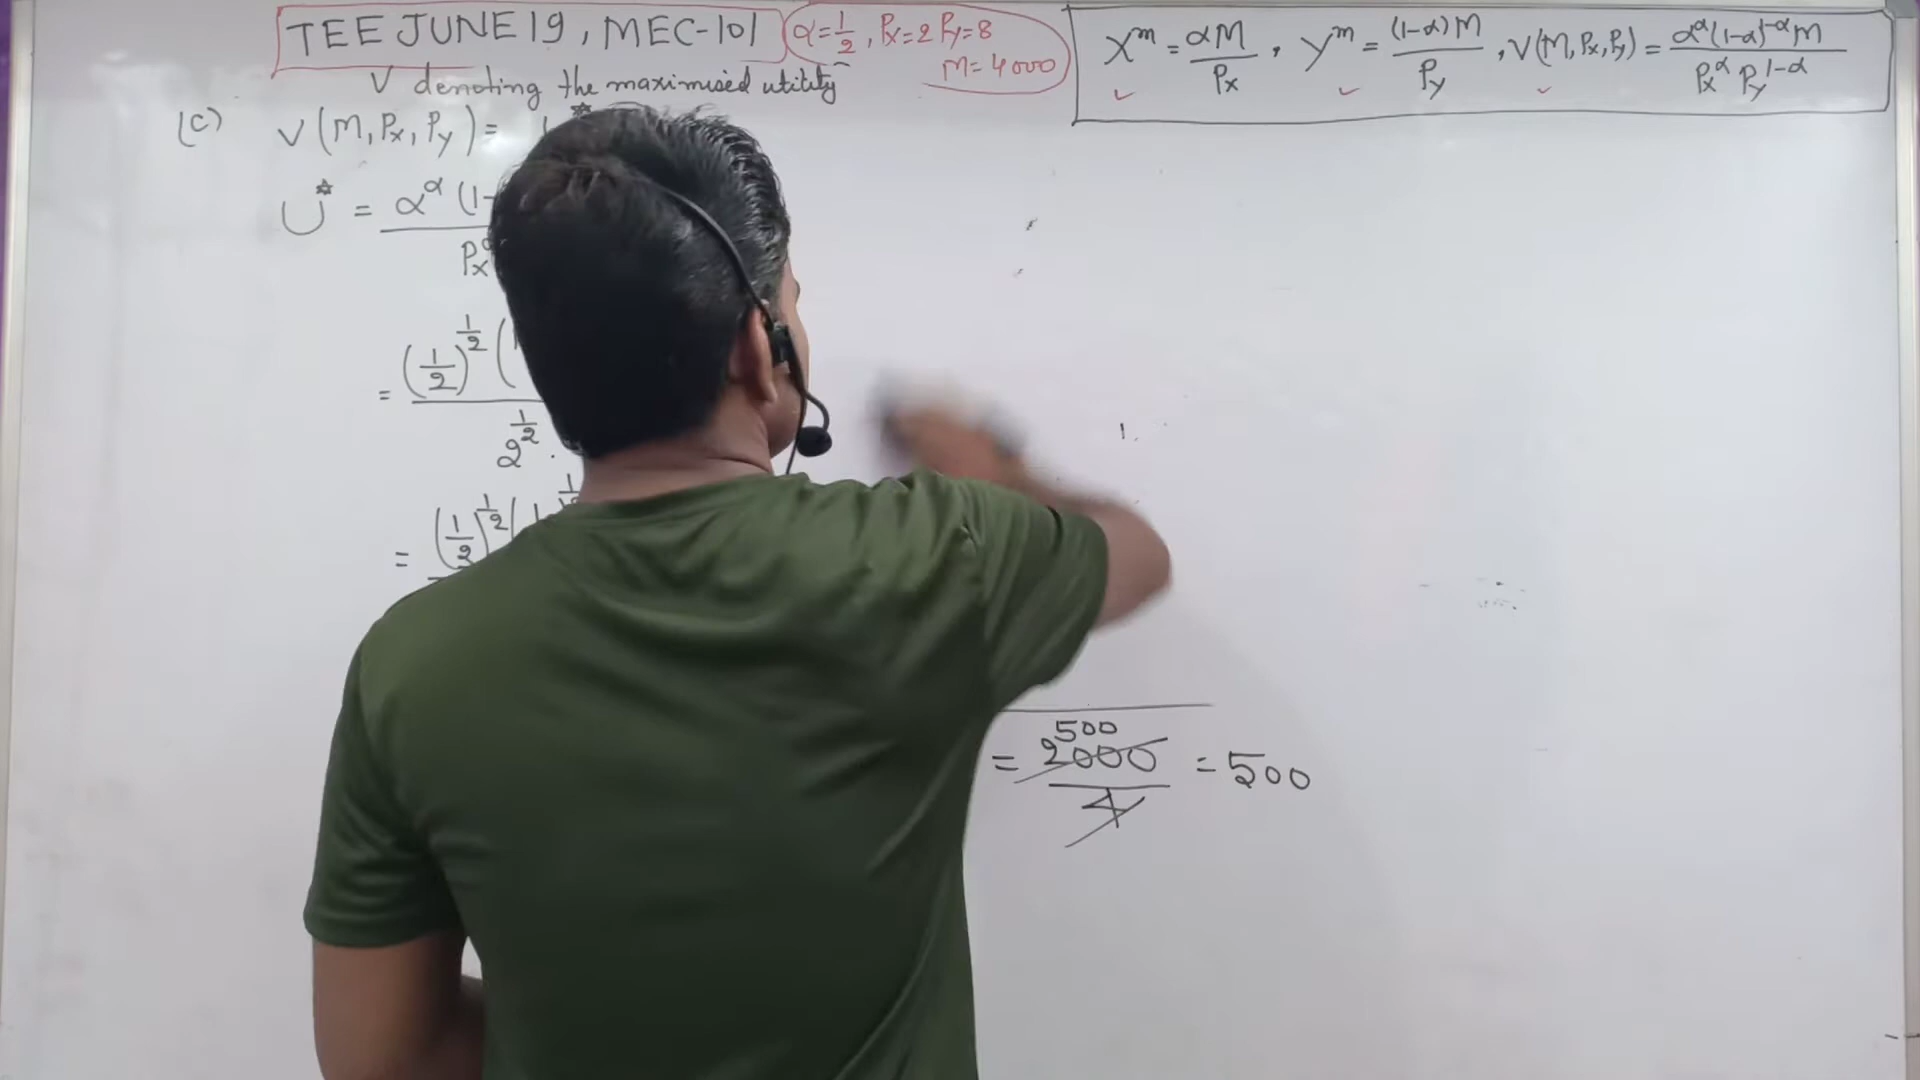 TEE JUNE 19, MEC-101
α=1/2, Px=2 Py=8
M=4000
X^m = αM/Px, Y^m = (1-α)M/Py, V(M,Px,Py) = α^α(1-α)^1-α M / Px^α Py^1-α
V denoting the maximised utility
(C) V(M,Px,Py)=
U* = α^α (1-
Px
= (1/2)^1/2 (
2^1/2 .
= (1/2)^1/2 (
500
= 2000/4 = 500